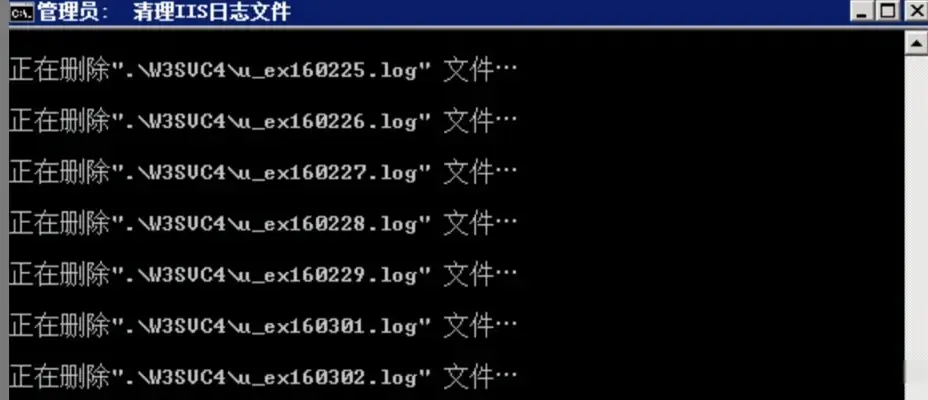 管理员： 清理IIS日志文件
正在删除".\W3SVC4\u_ex160225.log" 文件…
正在删除".\W3SVC4\u_ex160226.log" 文件…
正在删除".\W3SVC4\u_ex160227.log" 文件…
正在删除".\W3SVC4\u_ex160228.log" 文件…
正在删除".\W3SVC4\u_ex160229.log" 文件…
正在删除".\W3SVC4\u_ex160301.log" 文件…
正在删除".\W3SVC4\u_ex160302.log" 文件…